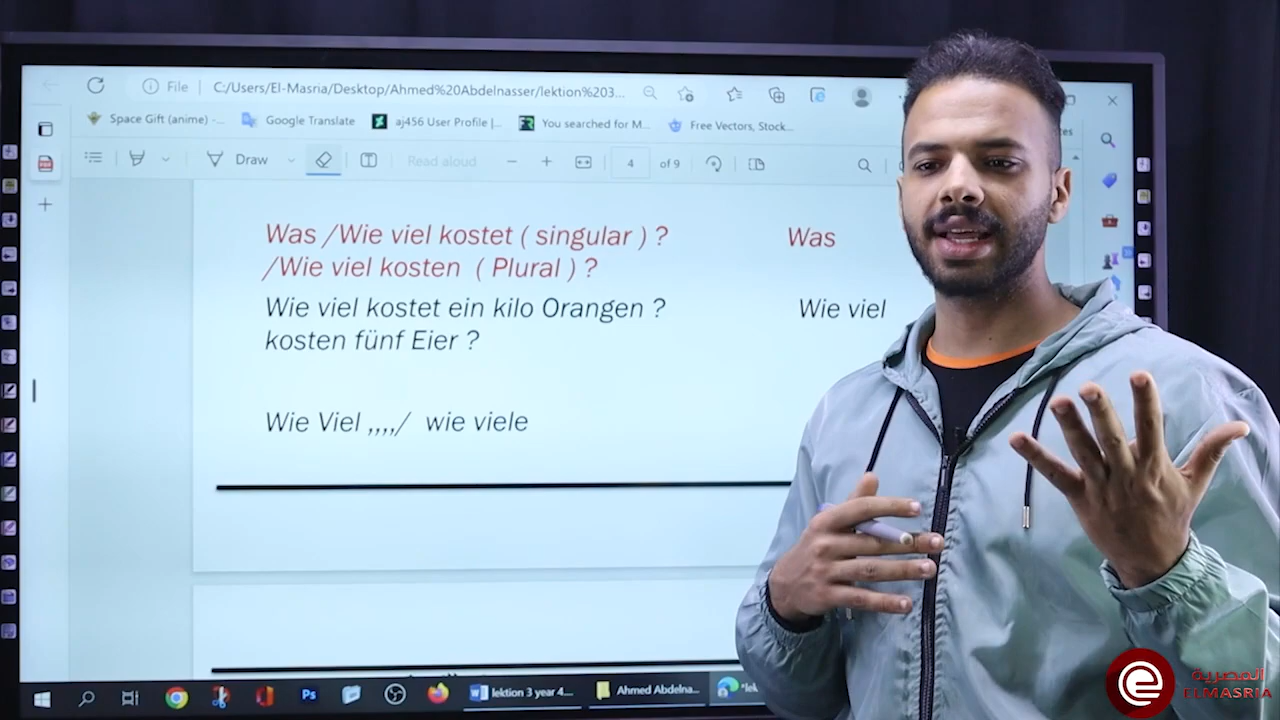 File | C:/Users/El-Masria/Desktop/Ahmed%20Abdelnasser/lektion%203...
Space Gift (anime) -... Google Translate aj456 User Profile |... You searched for M... Free Vectors, Stock...
Draw Read aloud 4 of 9
Was /Wie viel kostet ( singular ) ? Was
/Wie viel kosten ( Plural ) ?
Wie viel kostet ein kilo Orangen ? Wie viel
kosten fünf Eier ?
Wie Viel ,,,,/ wie viele
lektion 3 year 4... Ahmed Abdelna...
المصرية
ELMASRIA